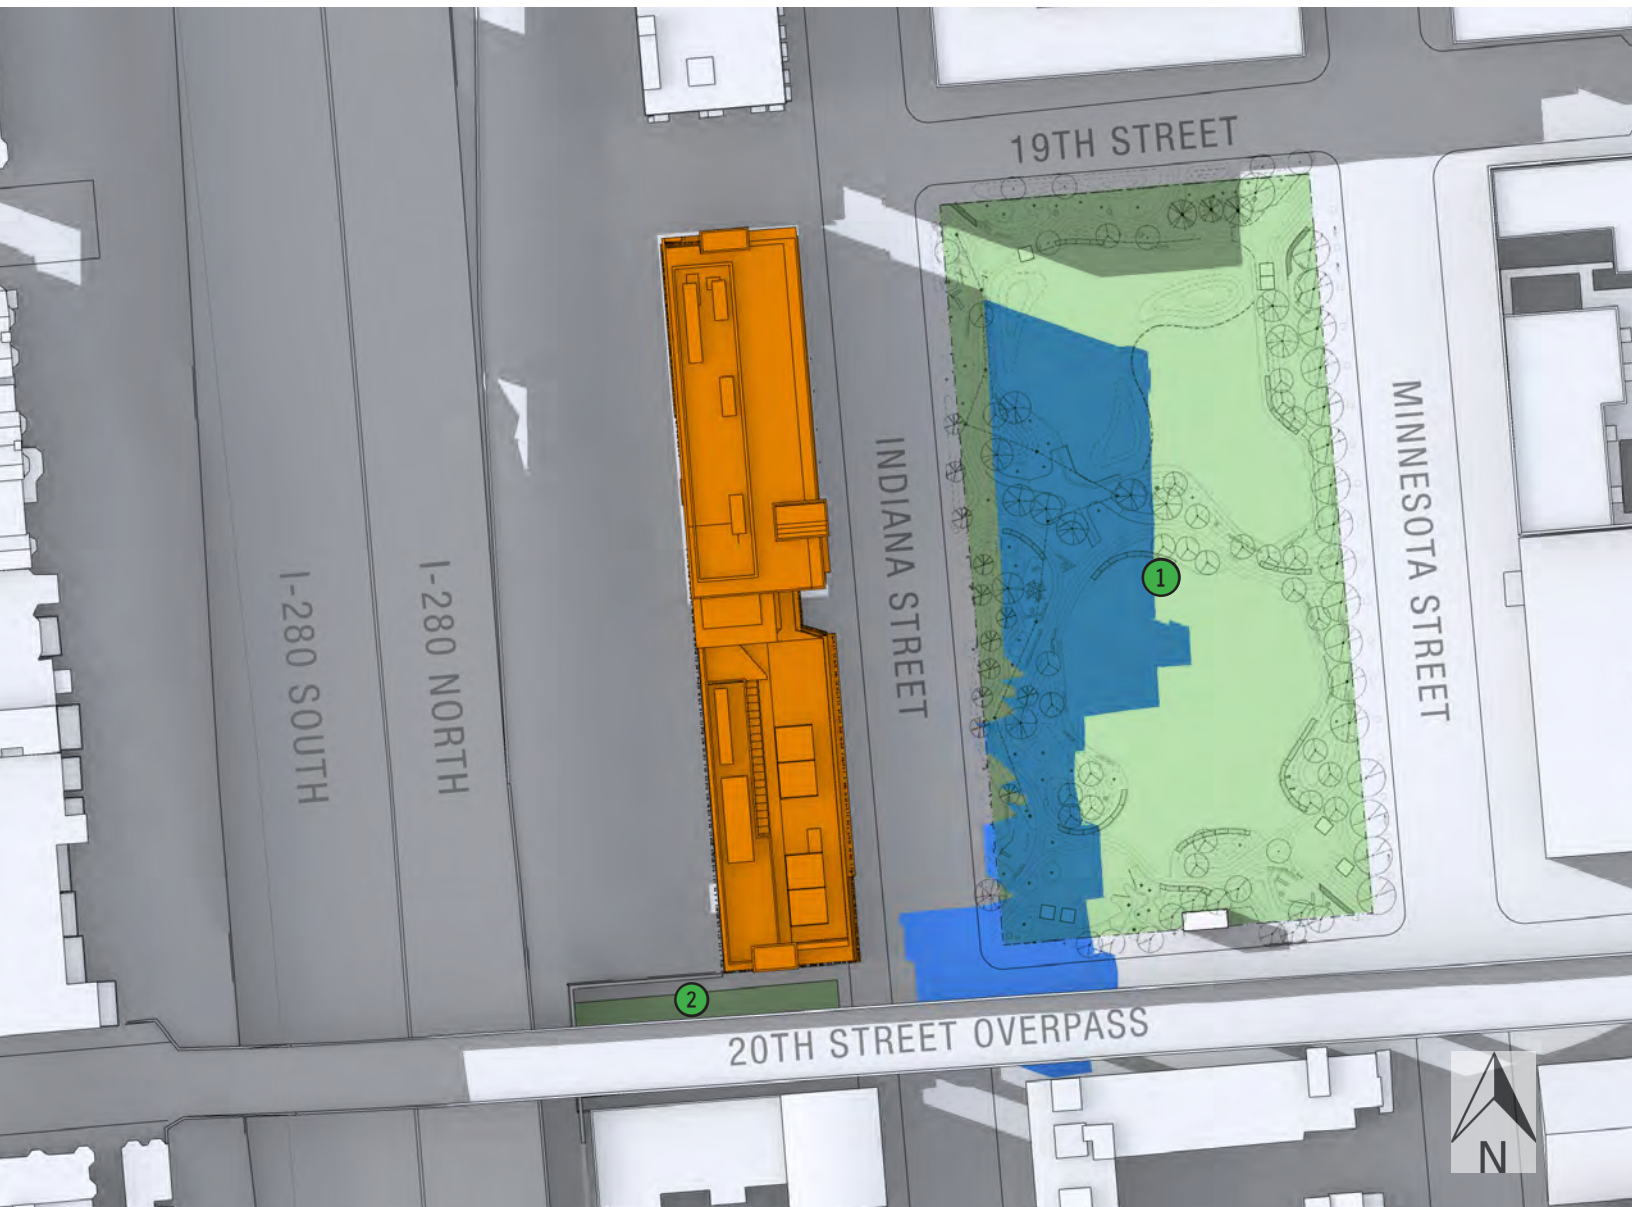 19TH STREET
MINNESOTA STREET
INDIANA STREET
I-280 NORTH
I-280 SOUTH
1
2
20TH STREET OVERPASS
N